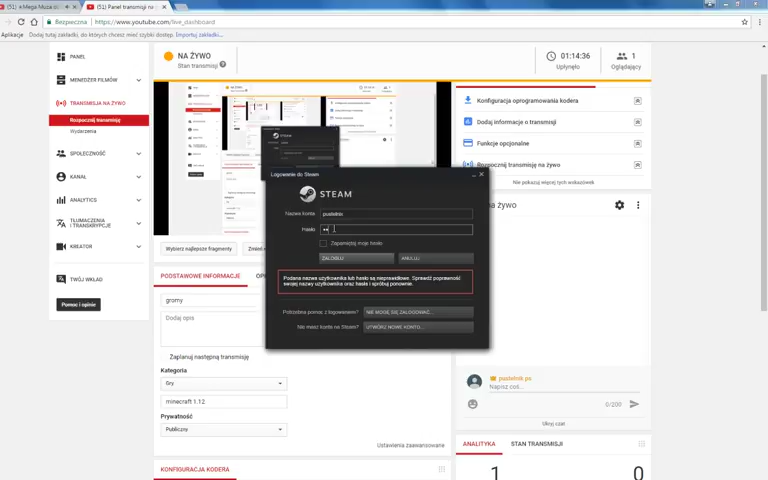 (51) ePanel transmisji na ż
Bezpieczna
https://www.youtube.com/live_dashboard
Aplikacje
Dodaj tutaj zakładki, do których chcesz mieć szybki dostęp.
Importuj zakładki...
PANEL
MENEDŻER FILMÓW
TRANSMISJA NA ŻYWO
Rozpocznij transmisję
Wydarzenia
SPOŁECZNOŚĆ
KANAŁ
ANALYTICS
TŁUMACZENIA
I TRANSKRYPCJE
KREATOR
TWÓJ WKŁAD
Pomoc i opinie
NA ŻYWO
Stan transmisji
01:14:36
Upłynęło
1
Oglądający
Wybierz najlepsze fragmenty
PODSTAWOWE INFORMACJE
gromy
Dodaj opis
Zaplanuj następną transmisję
Kategoria
Gry
minecraft 1.12
Prywatność
Publiczny
Ustawienia zaawansowane
KONFIGURACJA KODERA
Logowanie do Steam
STEAM
Nazwa konta
pustelnio
Hasło
Zapamiętaj moje hasło
ZALOGUJ
ANULUJ
Podana nazwa użytkownika lub hasło są nieprawidłowe. Sprawdź poprawność
swojej nazwy użytkownika oraz hasła i spróbuj ponownie.
Potrzebna pomoc z logowaniem?
NIE MOGĘ SIĘ ZALOGOWAĆ...
Nie masz konta na Steam?
UTWÓRZ NOWE KONTO...
Konfiguracja oprogramowania kodera
Dodaj informacje o transmisji
Funkcje opcjonalne
Rozpocznij transmisję na żywo
Nie pokazuj więcej tych wskazówek
na żywo
pustelnik ps
Napisz coś...
0/200
Ukryj czat
ANALITYKA
STAN TRANSMISJI
1
0